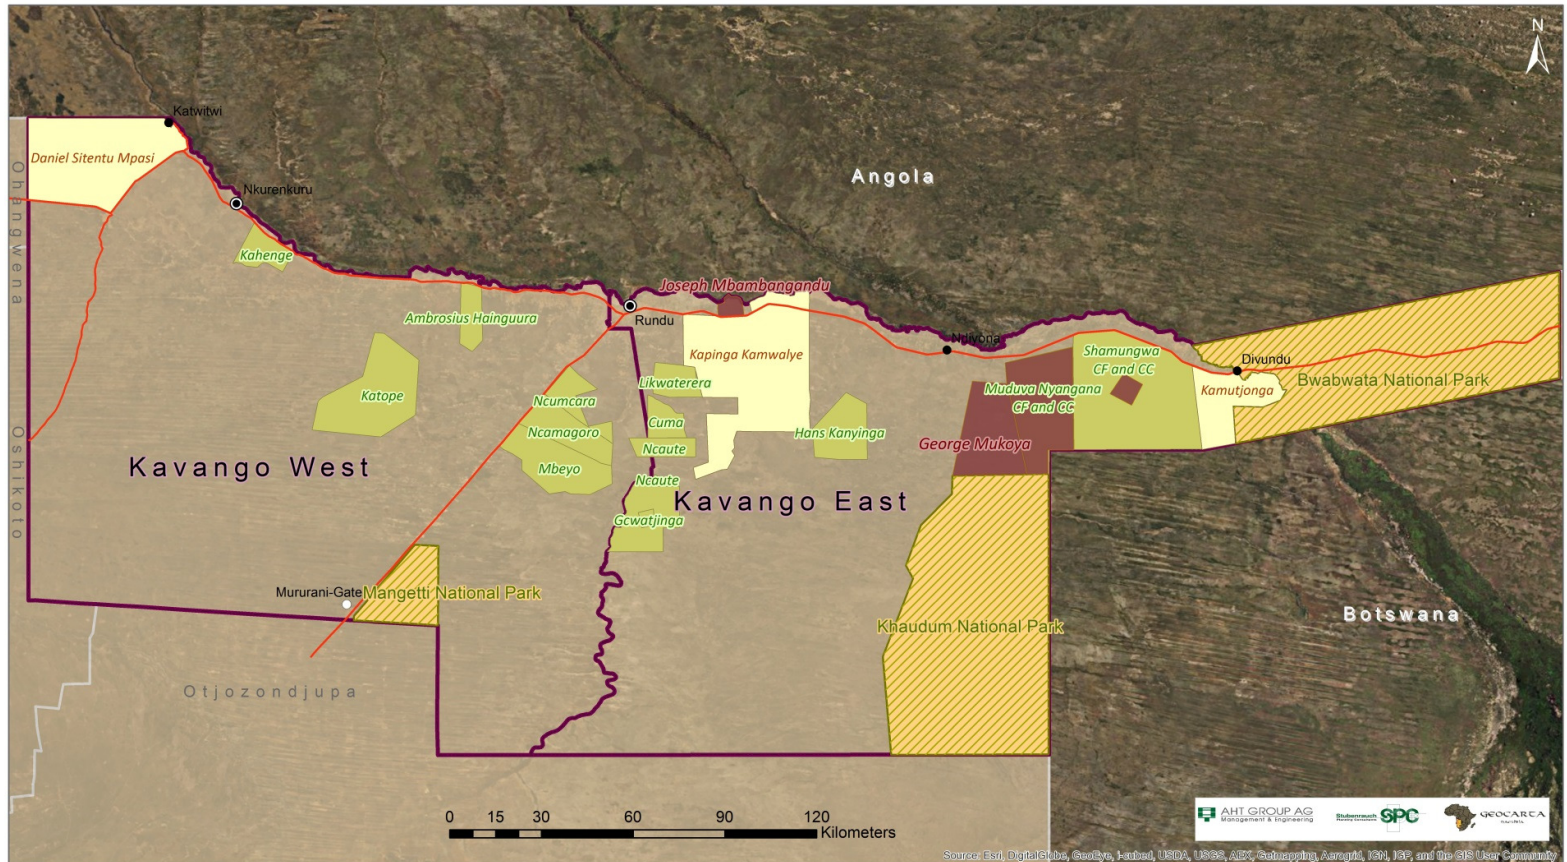 N
Katwitwi
Daniel Sitentu Mpasi
Angola
Ohangwena
Nkurenkuru
Kahenge
Joseph Mbambangandu
Ambrosius Hainguura
Rundu
Ndiyona
Kapinga Kamwalye
Shamungwa
CF and CC
Divundu
Bwabwata National Park
Kamutjonga
Likwaterera
Muduva Nyangana
CF and CC
Katope
Ncumcara
Cuma
Ncamagoro
Hans Kanyinga
George Mukoya
Ncaute
Mbeyo
Kavango West
Oshikoto
Ncaute
Kavango East
Gcwatjinga
Mururani-Gate
Mangetti National Park
Khaudum National Park
Botswana
Otjozondjupa
0 15 30 60 90 120
Kilometers
AHT GROUP AG
Management & Engineering
Stubenrauch
Planning Consultants
SPC
GEOCARTA
NAMIBIA
Source: Esri, DigitalGlobe, GeoEye, i-cubed, USDA, USGS, AEX, Getmapping, Aerogrid, IGN, IGP, and the GIS User Community